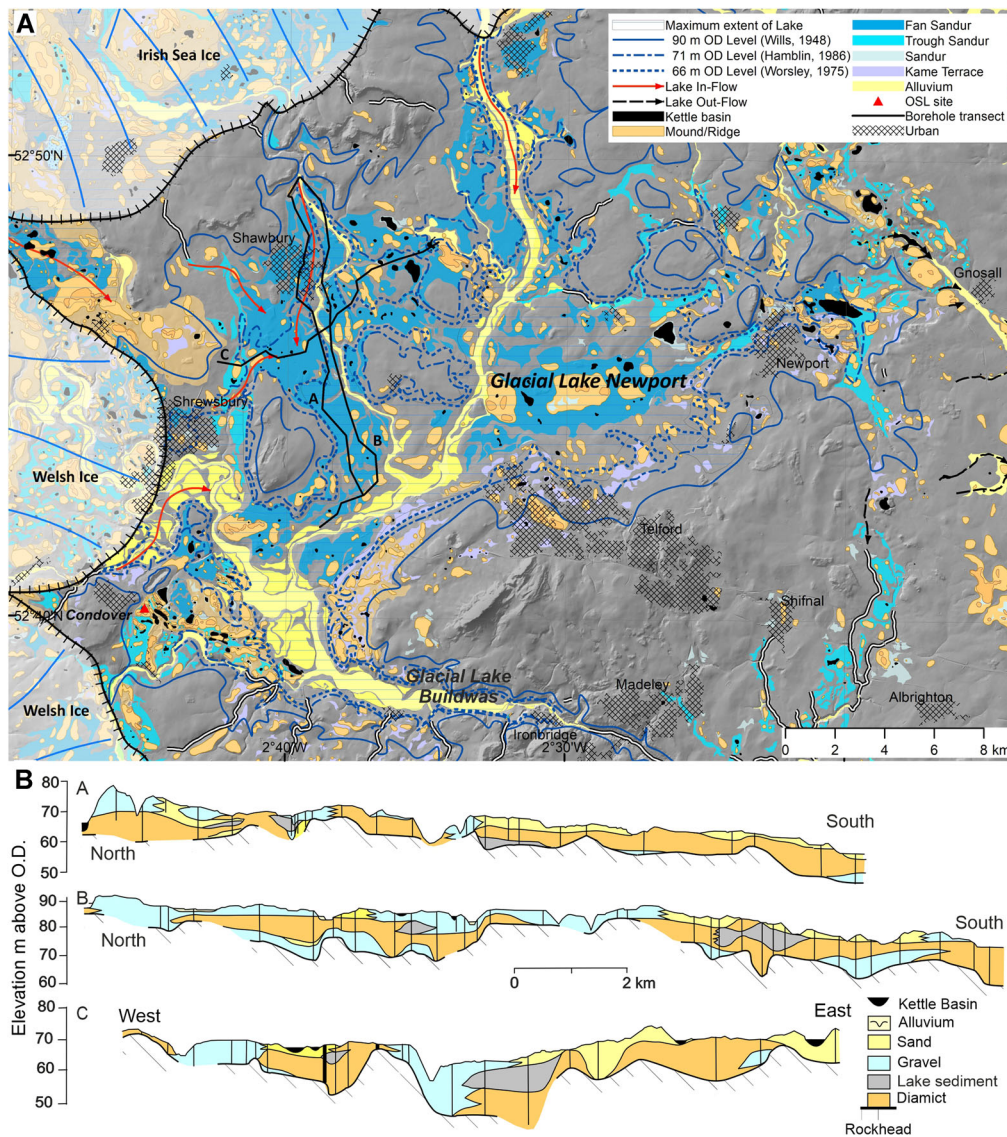 A
Irish Sea Ice
Maximum extent of Lake
90 m OD Level (Wills, 1948)
71 m OD Level (Hamblin, 1986)
66 m OD Level (Worsley, 1975)
Lake In-Flow
Lake Out-Flow
Kettle basin
Mound/Ridge
Fan Sandur
Trough Sandur
Sandur
Kame Terrace
Alluvium
OSL site
Borehole transect
Urban
52°50'N
Shawbury
Gnosall
C
Newport
Glacial Lake Newport
Shrewsbury
A
B
Welsh Ice
Telford
52°40'N
Condover
Shifnal
Glacial Lake
Buildwas
Madeley
Albrighton
Welsh Ice
2°40'W
Ironbridge
2°30'W
0 2 4 6 8 km
B
Elevation m above O.D.
80
A
70
60
50
North
South
90
B
80
70
60
North
South
0 2 km
80
C
West
East
70
60
50
Kettle Basin
Alluvium
Sand
Gravel
Lake sediment
Diamict
Rockhead